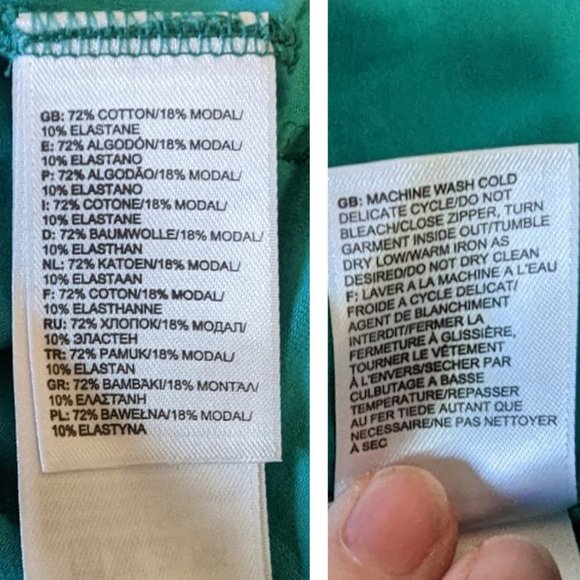 GB: 72% COTTON/18% MODAL/
10% ELASTANE
E: 72% ALGODÓN/18% MODAL/
10% ELASTANO
P: 72% ALGODÃO/18% MODAL/
10% ELASTANO
I: 72% COTONE/18% MODAL/
10% ELASTANE
D: 72% BAUMWOLLE/18% MODAL/
10% ELASTHAN
NL: 72% KATOEN/18% MODAL/
10% ELASTAAN
F: 72% COTON/18% MODAL/
10% ELASTHANNE
RU: 72% ХЛОПОК/18% МОДАЛ/
10% ЭЛАСТЕН
TR: 72% PAMUK/18% MODAL/
10% ELASTAN
GR: 72% ΒΑΜΒΑΚΙ/18% ΜΟΝΤΑΛ/
10% ΕΛΑΣΤΑΝΗ
PL: 72% BAWEŁNA/18% MODAL/
10% ELASTYNA
GB: MACHINE WASH COLD
DELICATE CYCLE/DO NOT
BLEACH/CLOSE ZIPPER, TURN
GARMENT INSIDE OUT/TUMBLE
DRY LOW/WARM IRON AS
DESIRED/DO NOT DRY CLEAN
F: LAVER A LA MACHINE A L'EAU
FROIDE A CYCLE DELICAT/
AGENT DE BLANCHIMENT
INTERDIT/FERMER LA
FERMETURE À GLISSIÈRE,
TOURNER LE VÊTEMENT
À L'ENVERS/SECHER PAR
CULBUTAGE A BASSE
TEMPERATURE/REPASSER
AU FER TIEDE AUTANT QUE
NECESSAIRE/NE PAS NETTOYER
À SEC